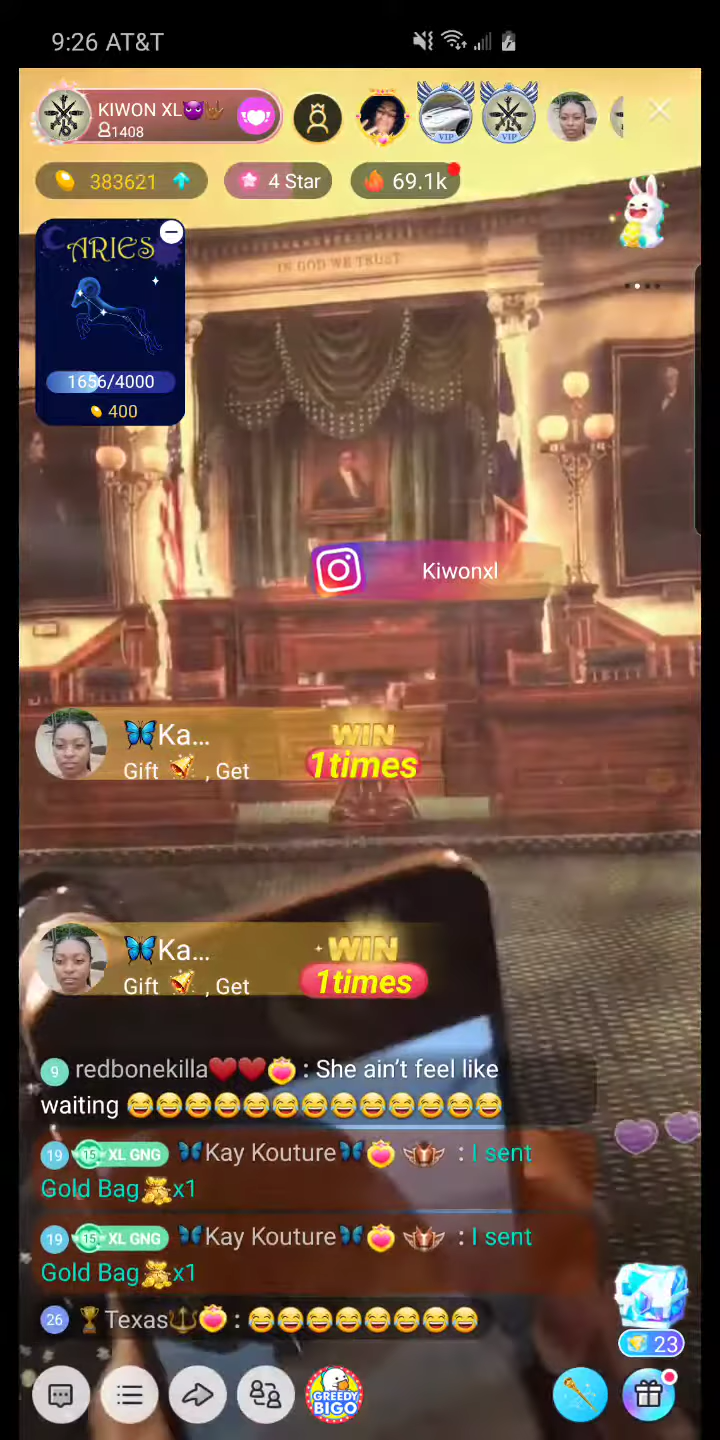 9:26 AT&T
KIWON XL😈🤟🏾
1408
VIP
VIP
383621
4 Star
69.1k
ARIES
1656/4000
400
IN GOD WE TRUST
Kiwonxl
🦋Ka...
Gift , Get
WIN
1times
🦋Ka...
Gift , Get
WIN
1times
9 redbonekilla❤️❤️ : She ain’t feel like
waiting 😂😂😂😂😂😂😂😂😂😂😂😂😂
19 15 XL GNG 🦋Kay Kouture🦋 : I sent
Gold Bag x1
19 15 XL GNG 🦋Kay Kouture🦋 : I sent
Gold Bag x1
26 🏆Texas🔱 : 😂😂😂😂😂😂😂😂
23
GREEDY
BIGO